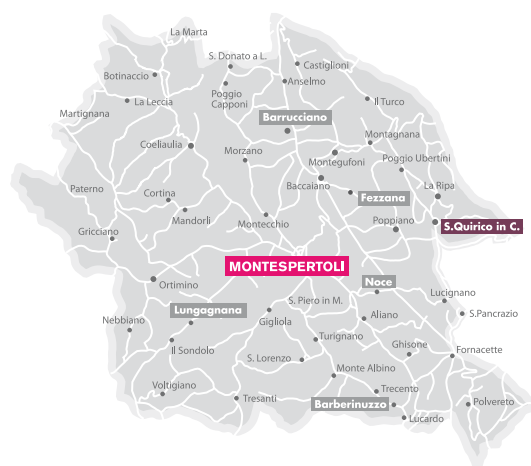 La Marta
S. Donato a L.
Castiglioni
Botinaccio
Anselmo
Poggio
Capponi
La Leccia
Il Turco
Martignana
Barrucciano
Montagnana
Coeliaulia
Morzano
Montegufoni
Poggio Ubertini
Baccaiano
Paterno
Cortina
Fezzana
La Ripa
Mandorli
Montecchio
Poppiano
S.Quirico in C.
Gricciano
MONTESPERTOLI
Ortimino
Noce
Lucignano
S. Piero in M.
Lungagnana
S.Pancrazio
Nebbiano
Gigliola
Aliano
Turignano
Il Sondolo
Ghisone
Fornacette
S. Lorenzo
Monte Albino
Voltigiano
Trecento
Tresanti
Barberinuzzo
Polvereto
Lucardo